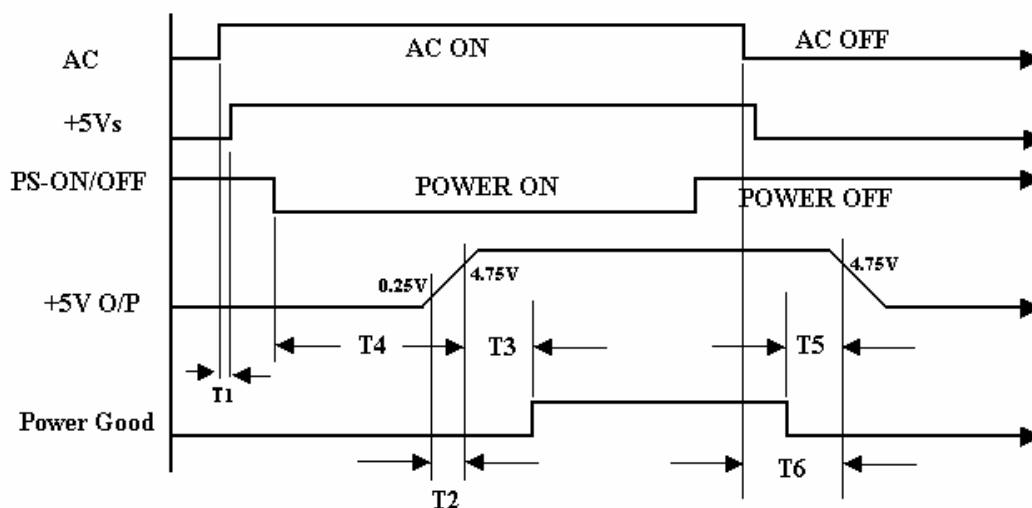 AC
AC ON
AC OFF
+5Vs
PS-ON/OFF
POWER ON
POWER OFF
+5V O/P
0.25V
4.75V
4.75V
T4
T3
T5
T1
Power Good
T2
T6